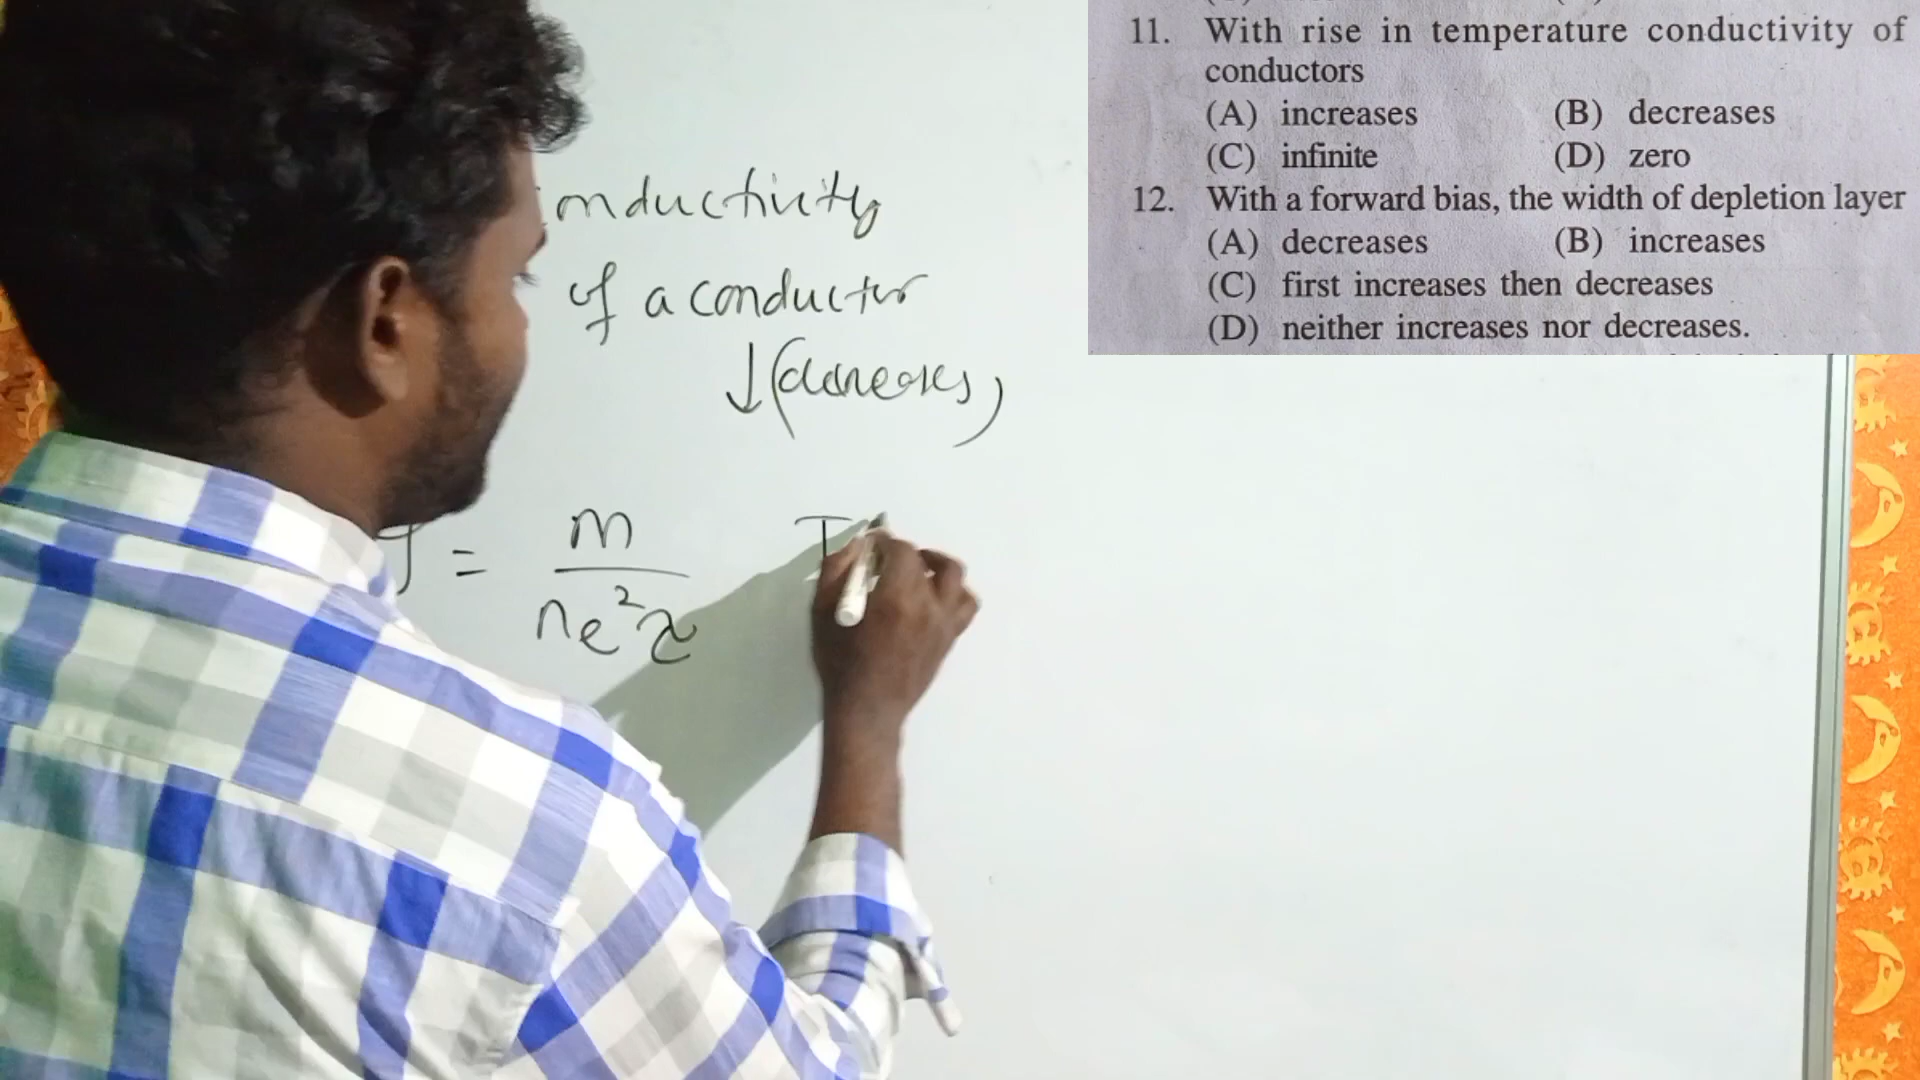 onductivity
of a conductor
↓ (decreases)
= m / ne²τ
T
11. With rise in temperature conductivity of
conductors
(A) increases (B) decreases
(C) infinite (D) zero
12. With a forward bias, the width of depletion layer
(A) decreases (B) increases
(C) first increases then decreases
(D) neither increases nor decreases.